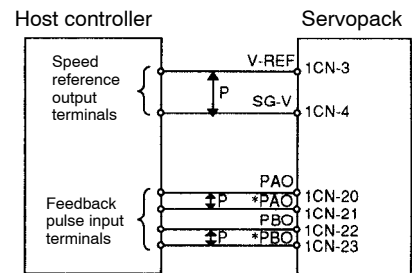 Host controller
Servopack
Speed
reference
output
terminals
V-REF
P
1CN-3
SG-V
1CN-4
Feedback
pulse input
terminals
PAO
1CN-20
P
*PAO
1CN-21
PBO
1CN-22
P
*PBO
1CN-23